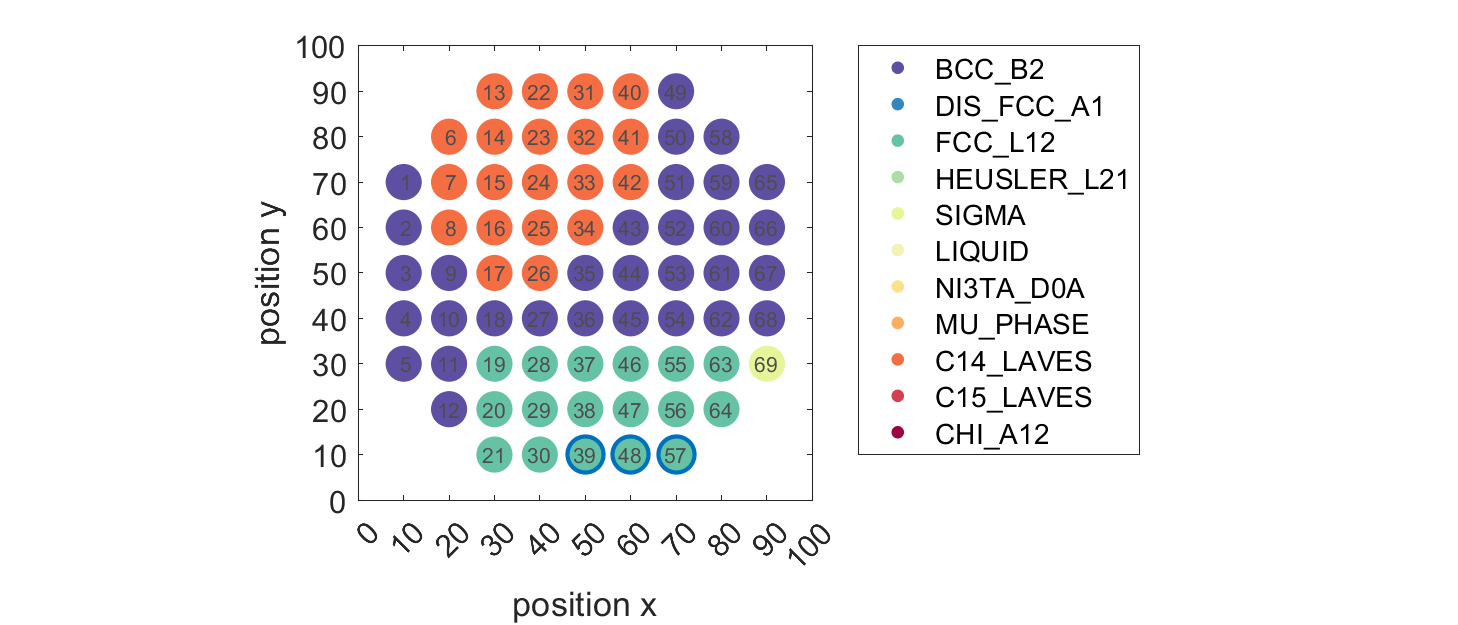 100
90
80
70
60
50
40
30
20
10
0
position y
13 22 31 40 49
6 14 23 32 41 50 58
1 7 15 24 33 42 51 59 65
2 8 16 25 34 43 52 60 66
3 9 17 26 35 44 53 61 67
4 10 18 27 36 45 54 62 68
5 11 19 28 37 46 55 63 69
12 20 29 38 47 56 64
21 30 39 48 57
0 10 20 30 40 50 60 70 80 90 100
position x
BCC_B2
DIS_FCC_A1
FCC_L12
HEUSLER_L21
SIGMA
LIQUID
NI3TA_D0A
MU_PHASE
C14_LAVES
C15_LAVES
CHI_A12